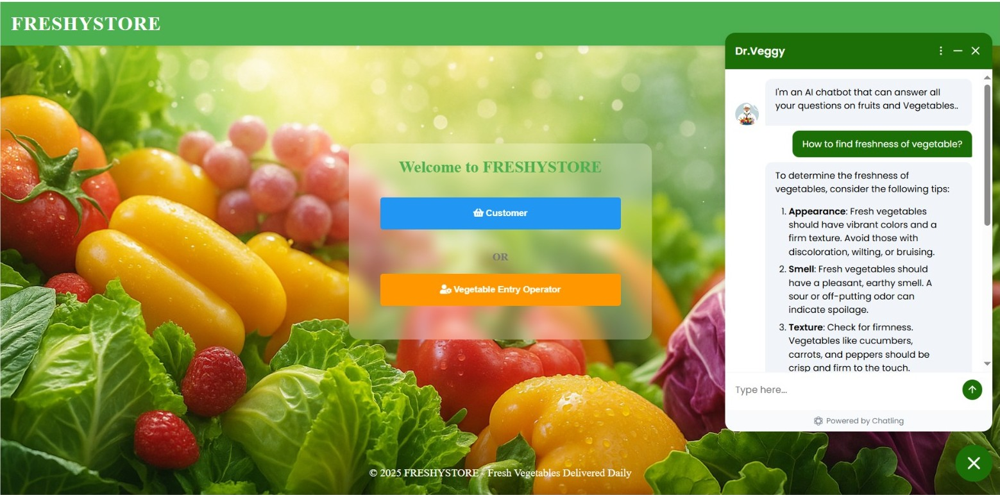 FRESHYSTORE
Welcome to FRESHYSTORE
Customer
OR
Vegetable Entry Operator
© 2025 FRESHYSTORE - Fresh Vegetables Delivered Daily
Dr.Veggy
I'm an AI chatbot that can answer all
your questions on fruits and Vegetables..
How to find freshness of vegetable?
To determine the freshness of
vegetables, consider the following tips:
1. Appearance: Fresh vegetables
should have vibrant colors and a
firm texture. Avoid those with
discoloration, wilting, or bruising.
2. Smell: Fresh vegetables should
have a pleasant, earthy smell. A
sour or off-putting odor can
indicate spoilage.
3. Texture: Check for firmness.
Vegetables like cucumbers,
carrots, and peppers should be
crisp and firm to the touch.
Type here...
Powered by Chatling